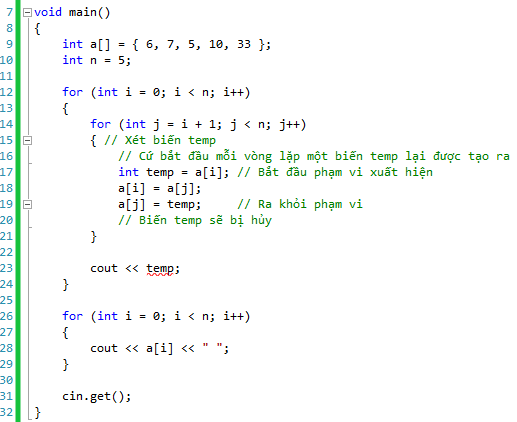 7 void main()
8 {
9 int a[] = { 6, 7, 5, 10, 33 };
10 int n = 5;
11
12 for (int i = 0; i < n; i++)
13 {
14 for (int j = i + 1; j < n; j++)
15 { // Xét biến temp
16 // Cứ bắt đầu mỗi vòng lặp một biến temp lại được tạo ra
17 int temp = a[i]; // Bắt đầu phạm vi xuất hiện
18 a[i] = a[j];
19 a[j] = temp; // Ra khỏi phạm vi
20 // Biến temp sẽ bị hủy
21 }
22
23 cout << temp;
24 }
25
26 for (int i = 0; i < n; i++)
27 {
28 cout << a[i] << " ";
29 }
30
31 cin.get();
32 }